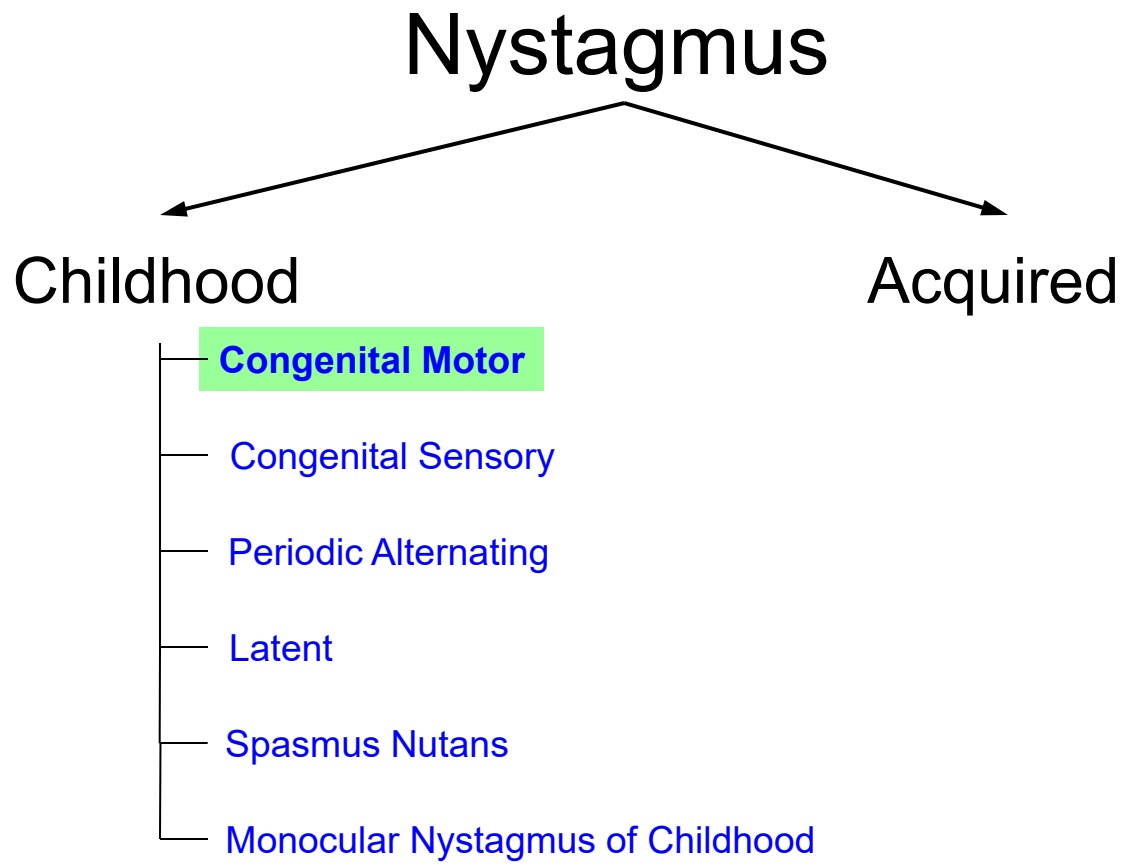 Nystagmus
Childhood
Acquired
Congenital Motor
Congenital Sensory
Periodic Alternating
Latent
Spasmus Nutans
Monocular Nystagmus of Childhood